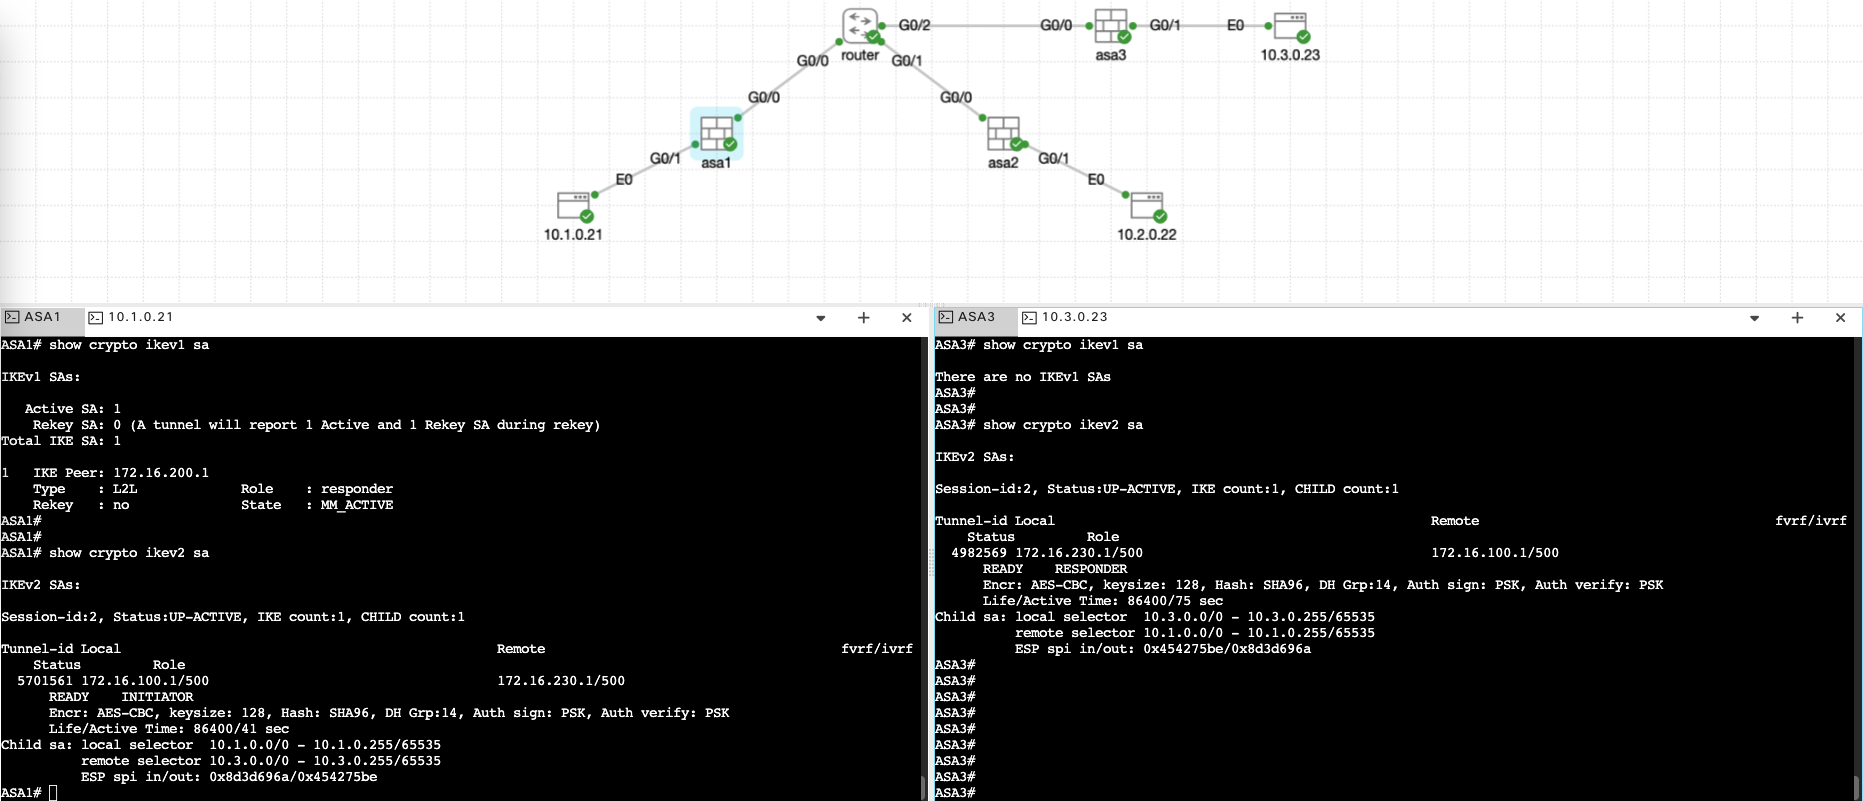 G0/2
G0/0
G0/1
E0
router
asa3
10.3.0.23
G0/0
G0/1
G0/0
G0/0
G0/1
asa1
asa2
G0/1
E0
E0
10.1.0.21
10.2.0.22
ASA1
10.1.0.21
ASA1# show crypto ikev1 sa
IKEv1 SAs:
Active SA: 1
Rekey SA: 0 (A tunnel will report 1 Active and 1 Rekey SA during rekey)
Total IKE SA: 1
1 IKE Peer: 172.16.200.1
Type : L2L Role : responder
Rekey : no State : MM_ACTIVE
ASA1#
ASA1#
ASA1# show crypto ikev2 sa
IKEv2 SAs:
Session-id:2, Status:UP-ACTIVE, IKE count:1, CHILD count:1
Tunnel-id Local Remote fvrf/ivrf
Status Role
5701561 172.16.100.1/500 172.16.230.1/500
READY INITIATOR
Encr: AES-CBC, keysize: 128, Hash: SHA96, DH Grp:14, Auth sign: PSK, Auth verify: PSK
Life/Active Time: 86400/41 sec
Child sa: local selector 10.1.0.0/0 - 10.1.0.255/65535
remote selector 10.3.0.0/0 - 10.3.0.255/65535
ESP spi in/out: 0x8d3d696a/0x454275be
ASA1#
ASA3
10.3.0.23
ASA3# show crypto ikev1 sa
There are no IKEv1 SAs
ASA3#
ASA3#
ASA3# show crypto ikev2 sa
IKEv2 SAs:
Session-id:2, Status:UP-ACTIVE, IKE count:1, CHILD count:1
Tunnel-id Local Remote fvrf/ivrf
Status Role
4982569 172.16.230.1/500 172.16.100.1/500
READY RESPONDER
Encr: AES-CBC, keysize: 128, Hash: SHA96, DH Grp:14, Auth sign: PSK, Auth verify: PSK
Life/Active Time: 86400/75 sec
Child sa: local selector 10.3.0.0/0 - 10.3.0.255/65535
remote selector 10.1.0.0/0 - 10.1.0.255/65535
ESP spi in/out: 0x454275be/0x8d3d696a
ASA3#
ASA3#
ASA3#
ASA3#
ASA3#
ASA3#
ASA3#
ASA3#
ASA3#